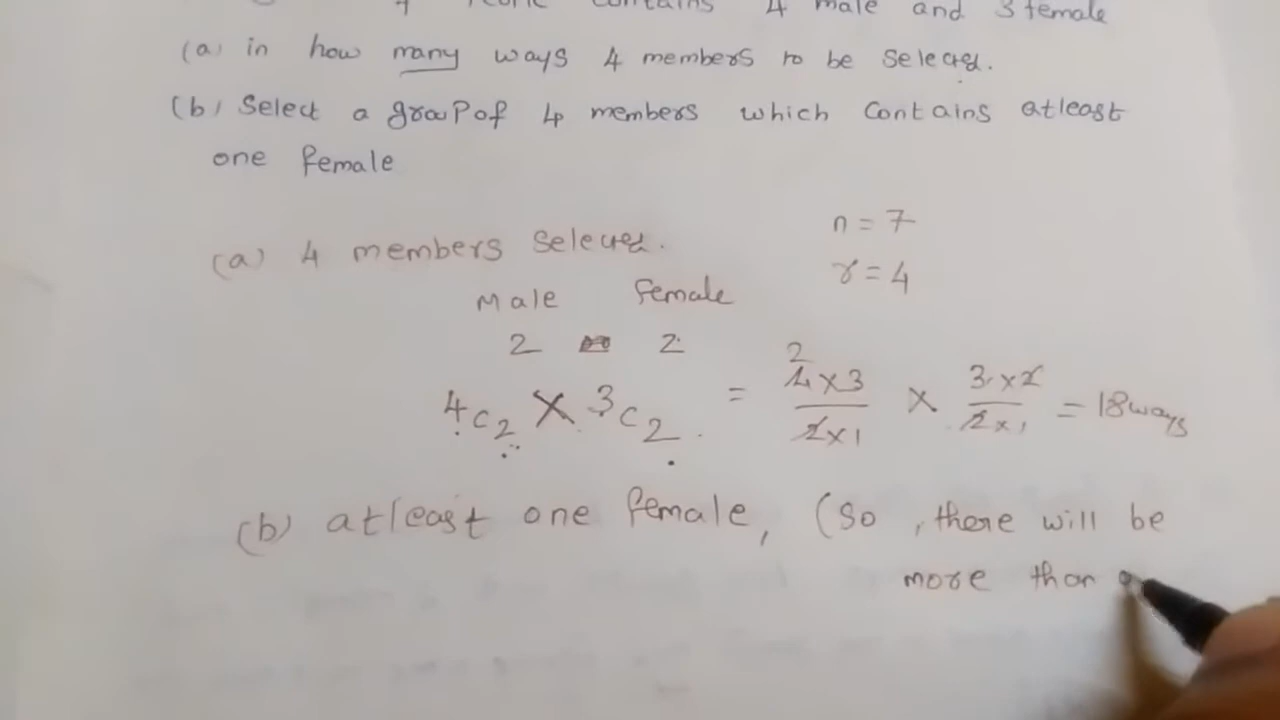 7 contains 4 male and 3 female
(a) in how many ways 4 members to be selected.
(b) Select a group of 4 members which contains atleast
one female
(a) 4 members selected.
n = 7
r = 4
Male Female
2 2
4c2 X 3c2 = 4x3/2x1 X 3x2/2x1 = 18 ways
(b) atleast one female, (So, there will be
more than